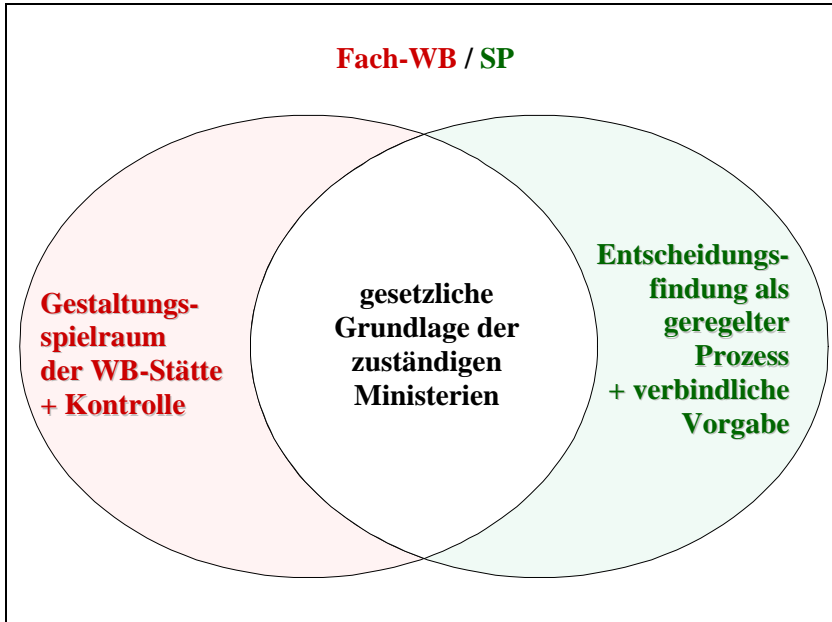 Fach-WB / SP
Gestaltungs-
spielraum
der WB-Stätte
+ Kontrolle
gesetzliche
Grundlage der
zuständigen
Ministerien
Entscheidungs-
findung als
geregelter
Prozess
+ verbindliche
Vorgabe